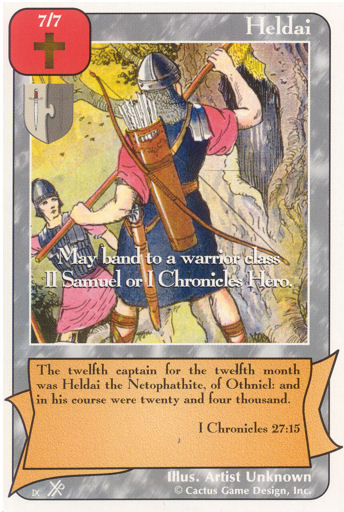 7/7
Heldai
May band to a warrior class
II Samuel or I Chronicles Hero.
The twelfth captain for the twelfth month
was Heldai the Netophathite, of Othniel: and
in his course were twenty and four thousand.
I Chronicles 27:15
Illus. Artist Unknown
IX
© Cactus Game Design, Inc.